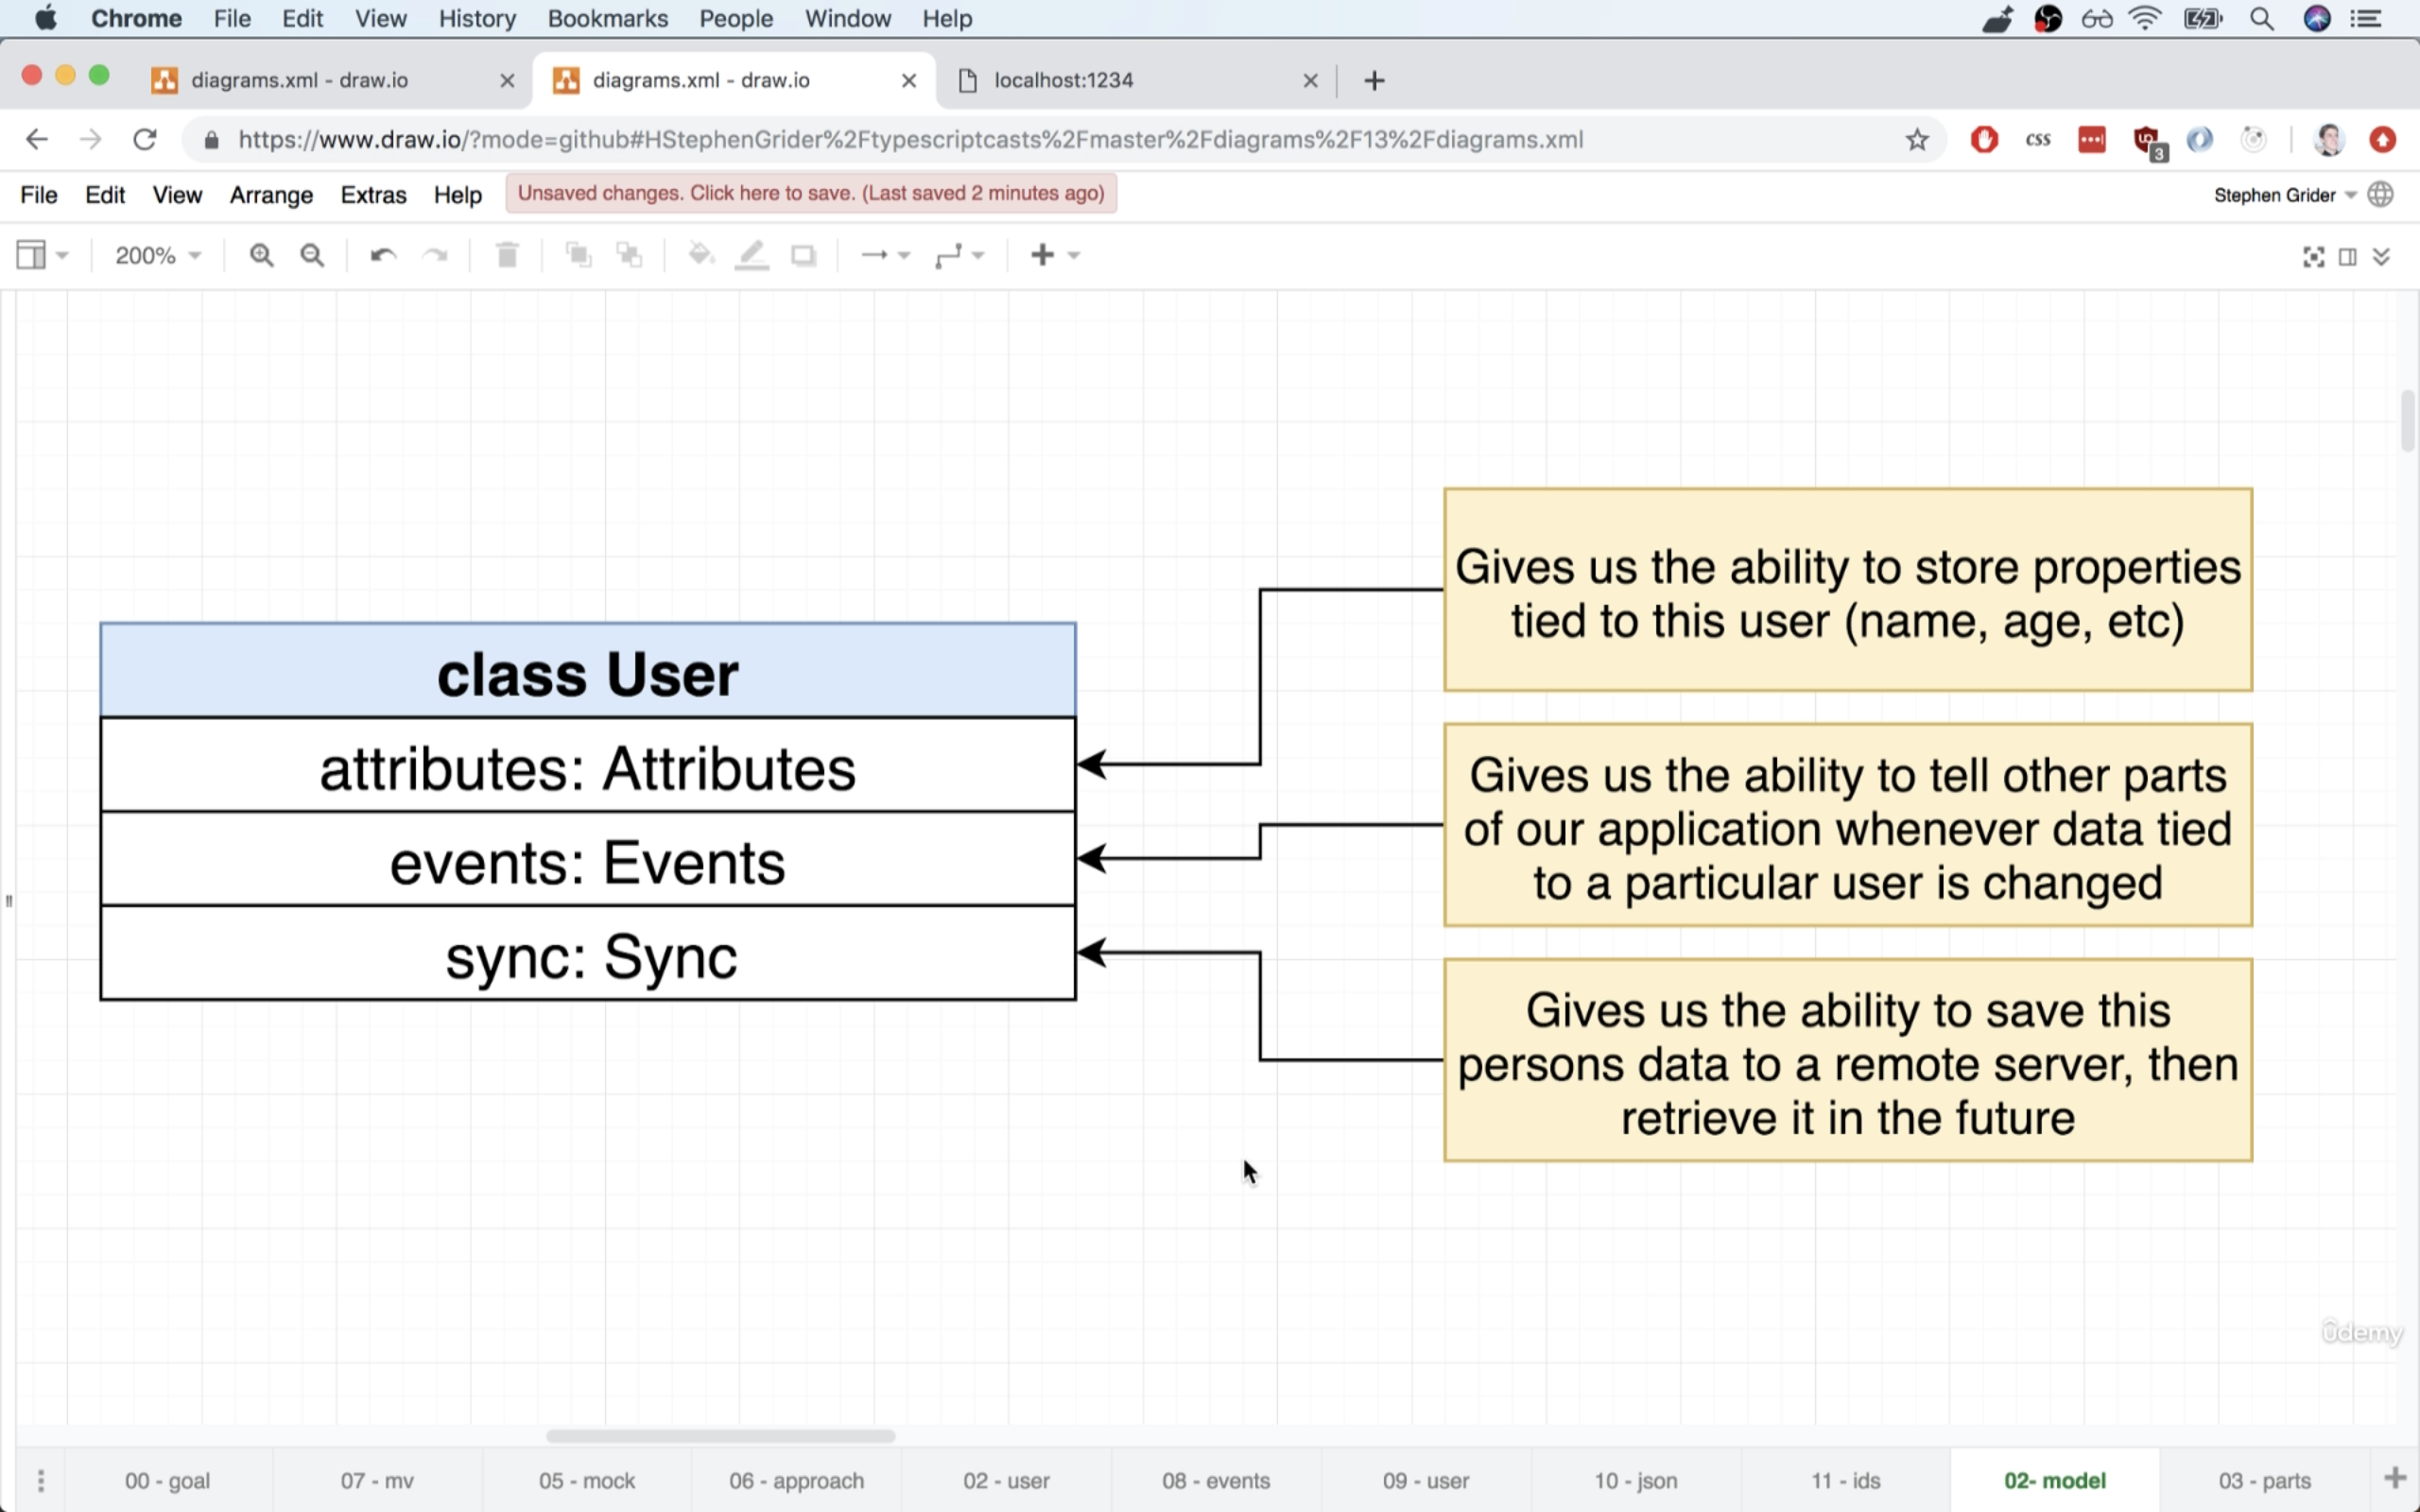 Chrome File Edit View History Bookmarks People Window Help
diagrams.xml - draw.io
diagrams.xml - draw.io
localhost:1234
https://www.draw.io/?mode=github#HStephenGrider%2Ftypescriptcasts%2Fmaster%2Fdiagrams%2F13%2Fdiagrams.xml
css
3
File Edit View Arrange Extras Help
Unsaved changes. Click here to save. (Last saved 2 minutes ago)
Stephen Grider
200%
class User
attributes: Attributes
events: Events
sync: Sync
Gives us the ability to store properties
tied to this user (name, age, etc)
Gives us the ability to tell other parts
of our application whenever data tied
to a particular user is changed
Gives us the ability to save this
persons data to a remote server, then
retrieve it in the future
ûdemy
00 - goal
07 - mv
05 - mock
06 - approach
02 - user
08 - events
09 - user
10 - json
11 - ids
02- model
03 - parts